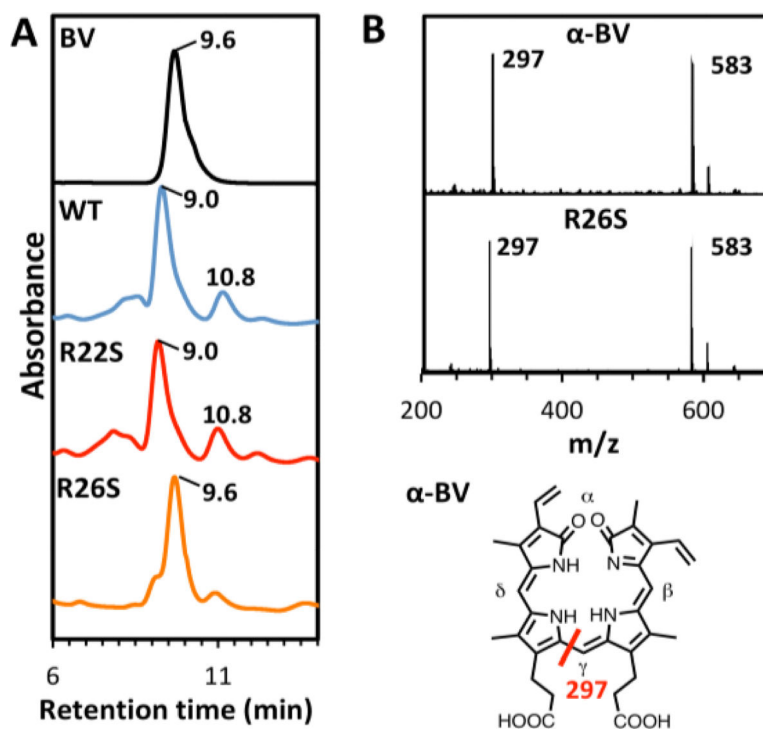 A
BV
9.6
WT
9.0
10.8
R22S
9.0
10.8
R26S
9.6
Absorbance
6 11
Retention time (min)
B
α-BV
297 583
R26S
297 583
200 400 600
m/z
α-BV
α
O O
NH N
δ β
NH HN
γ
297
HOOC COOH